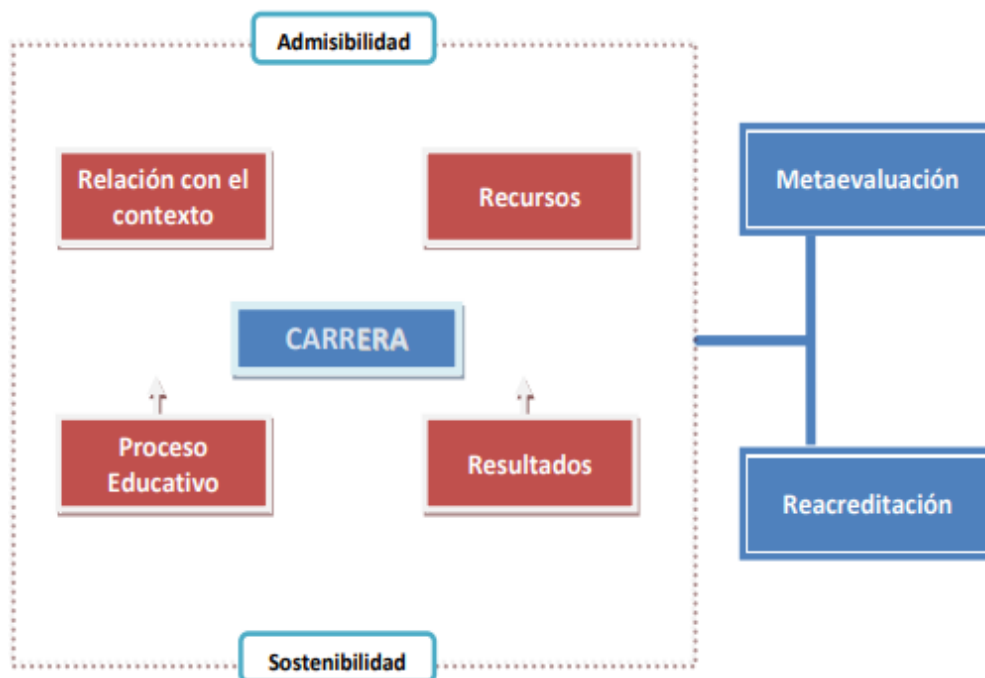 Admisibilidad
Relación con el
contexto
Recursos
Metaevaluación
CARRERA
Proceso
Educativo
Resultados
Reacreditación
Sostenibilidad